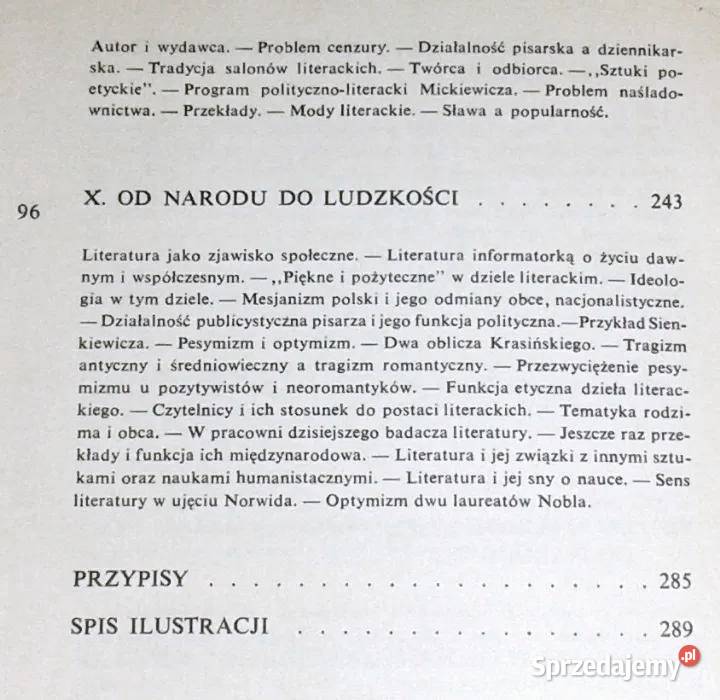 Autor i wydawca. — Problem cenzury. — Działalność pisarska a dziennikar-
ska. — Tradycja salonów literackich. — Twórca i odbiorca. —,,Sztuki po-
etyckie". — Program polityczno-literacki Mickiewicza. — Problem naślado-
wnictwa. — Przekłady. — Mody literackie. — Sława a popularność.
96
X. OD NARODU DO LUDZKOŚCI . . . . . . . . 243
Literatura jako zjawisko społeczne. — Literatura informatorką o życiu daw-
nym i współczesnym. — ,,Piękne i pożyteczne" w dziele literackim. — Ideolo-
gia w tym dziele. — Mesjanizm polski i jego odmiany obce, nacjonalistyczne.
— Działalność publicystyczna pisarza i jego funkcja polityczna.—Przykład Sien-
kiewicza. — Pesymizm i optymizm. — Dwa oblicza Krasińskiego. — Tragizm
antyczny i średniowieczny a tragizm romantyczny. — Przezwyciężenie pesy-
mizmu u pozytywistów i neoromantyków. — Funkcja etyczna dzieła literac-
kiego. — Czytelnicy i ich stosunek do postaci literackich. — Tematyka rodzi-
ma i obca. — W pracowni dzisiejszego badacza literatury. — Jeszcze raz prze-
kłady i funkcja ich międzynarodowa. — Literatura i jej związki z innymi sztu-
kami oraz naukami humanistacznymi. — Literatura i jej sny o nauce. — Sens
literatury w ujęciu Norwida. — Optymizm dwu laureatów Nobla.
PRZYPISY . . . . . . . . . . . . . . . . . . 285
SPIS ILUSTRACJI . . . . . . . . . . . . . . 289
Sprzedajemy.pl